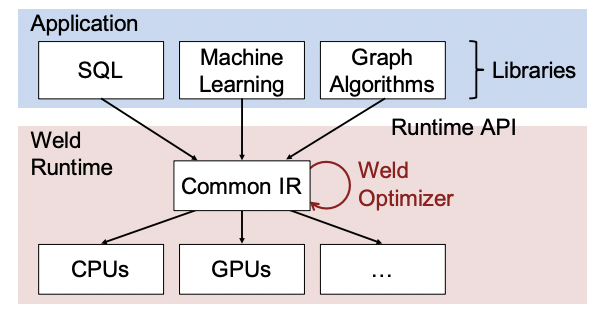 Application
SQL
Machine
Learning
Graph
Algorithms
Libraries
Runtime API
Weld
Runtime
Common IR
Weld
Optimizer
CPUs
GPUs
...